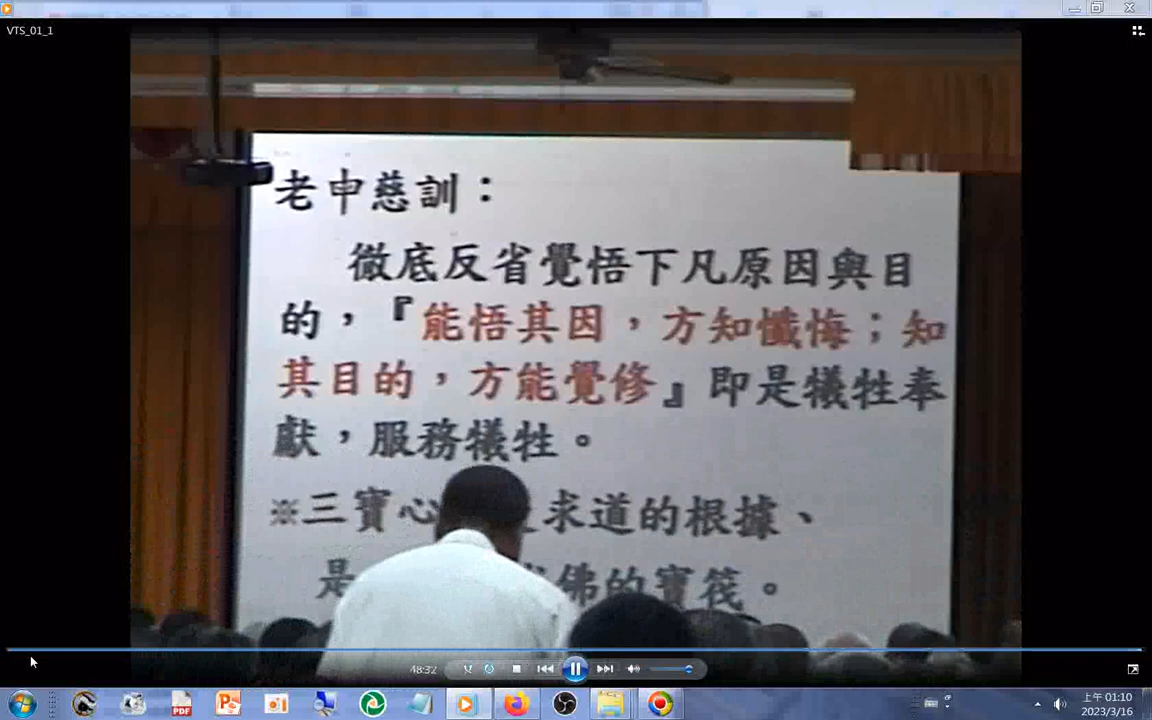 VTS_01_1
老中慈訓：
徹底反省覺悟下凡原因與目
的，『能悟其因，方知懺悔；知
其目的，方能覺修』即是犧牲奉
獻，服務犧牲。
※三寶心 求道的根據、
是 佛的寶筏。
48:32
上午 01:10
2023/3/16